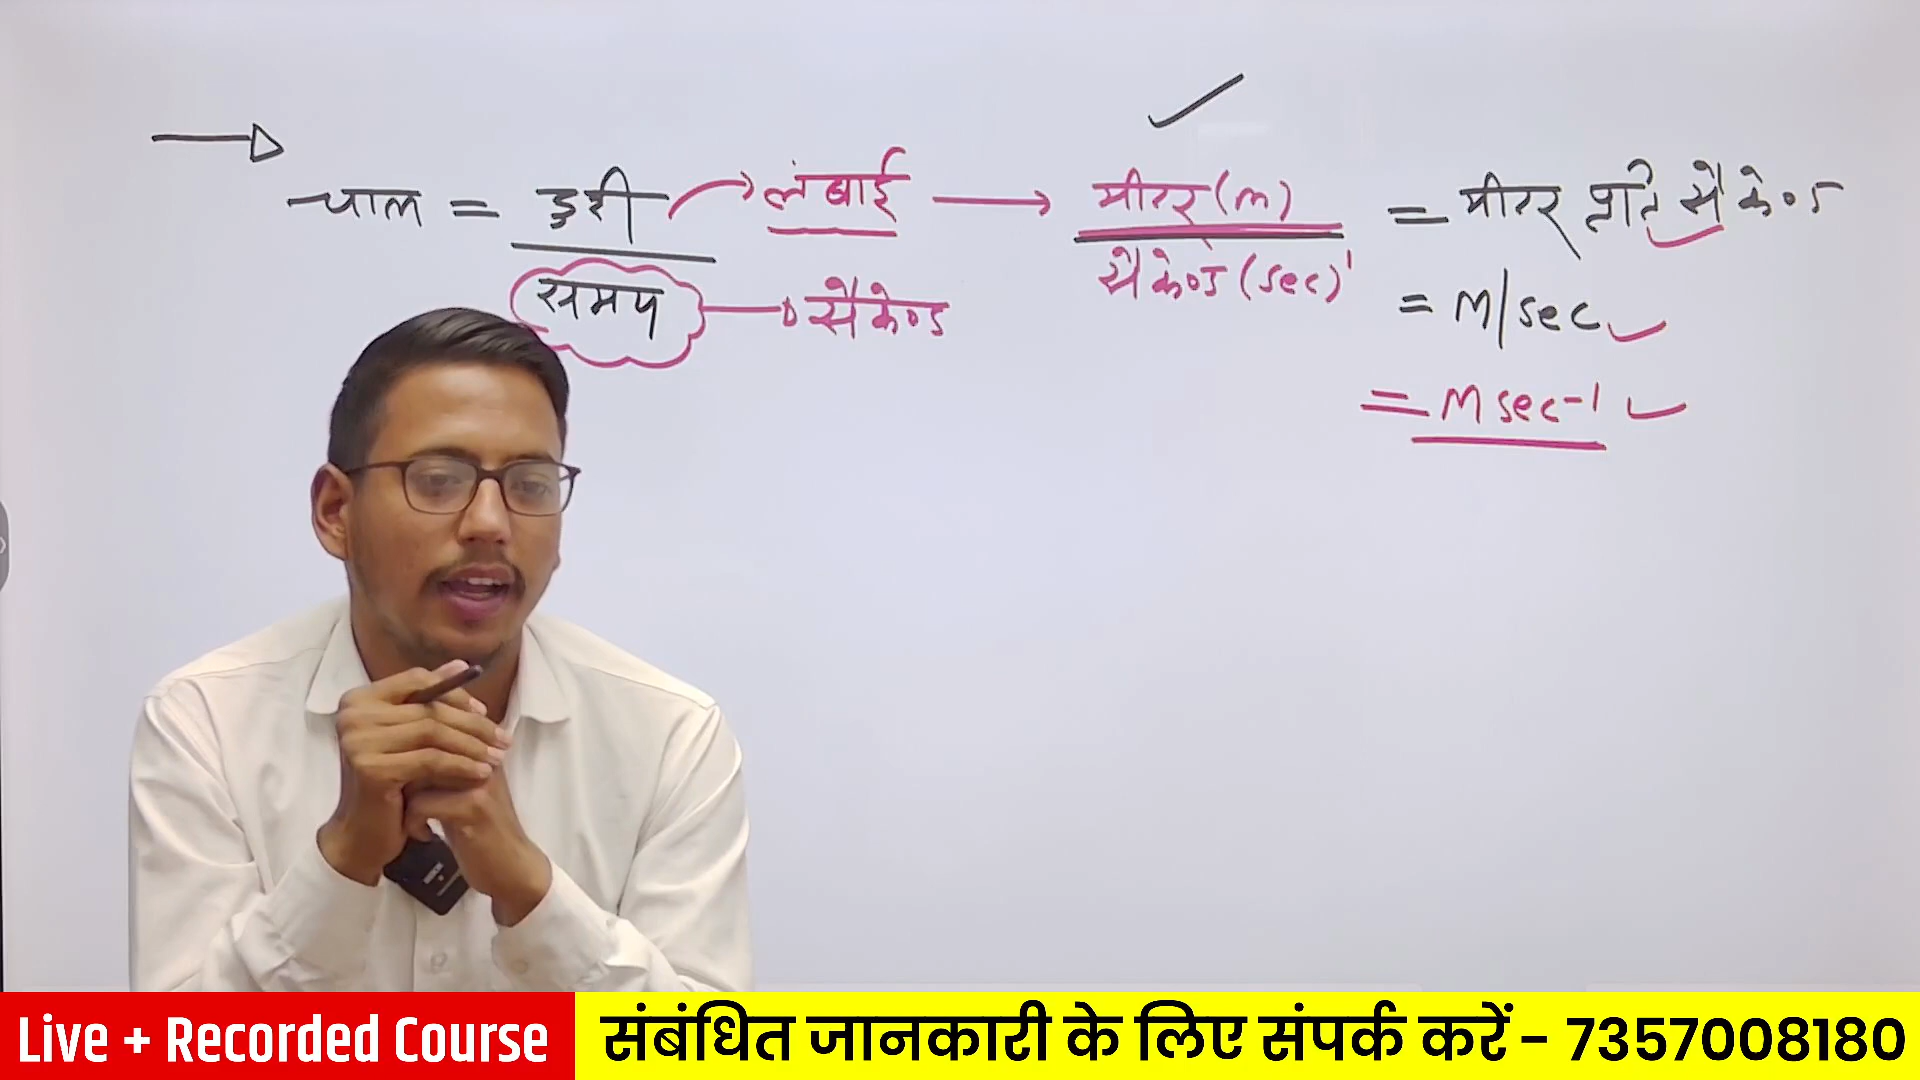 चाल = दुरी → लंबाई → मीटर (m) = मीटर प्रति सैकेण्ड
समय → सैकेण्ड सैकेण्ड (sec)' = M/sec
= M sec-1
Live + Recorded Course संबंधित जानकारी के लिए संपर्क करें - 7357008180